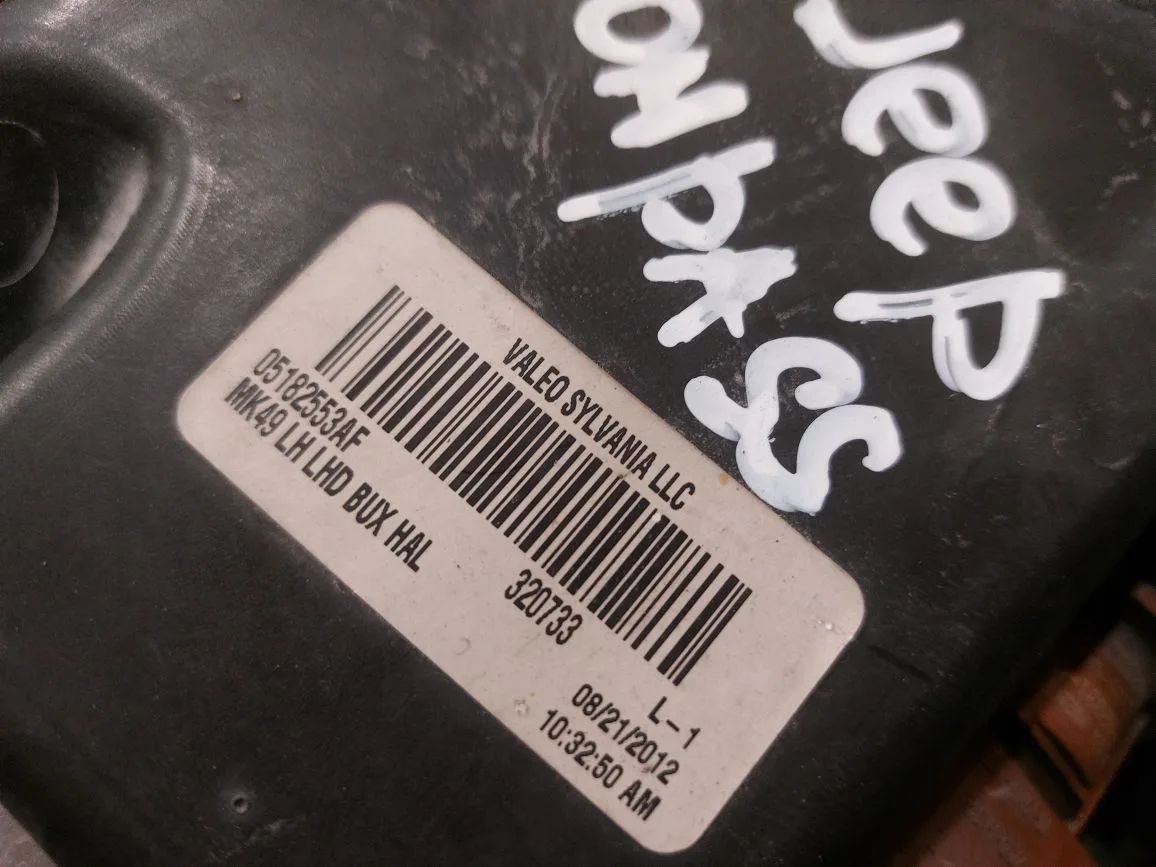 Jeep
ompass
VALEO SYLVANIA LLC
05182553AF
320733
L-1
MK49 LH LHD BUX HAL
08/21/2012
10:32:50 AM